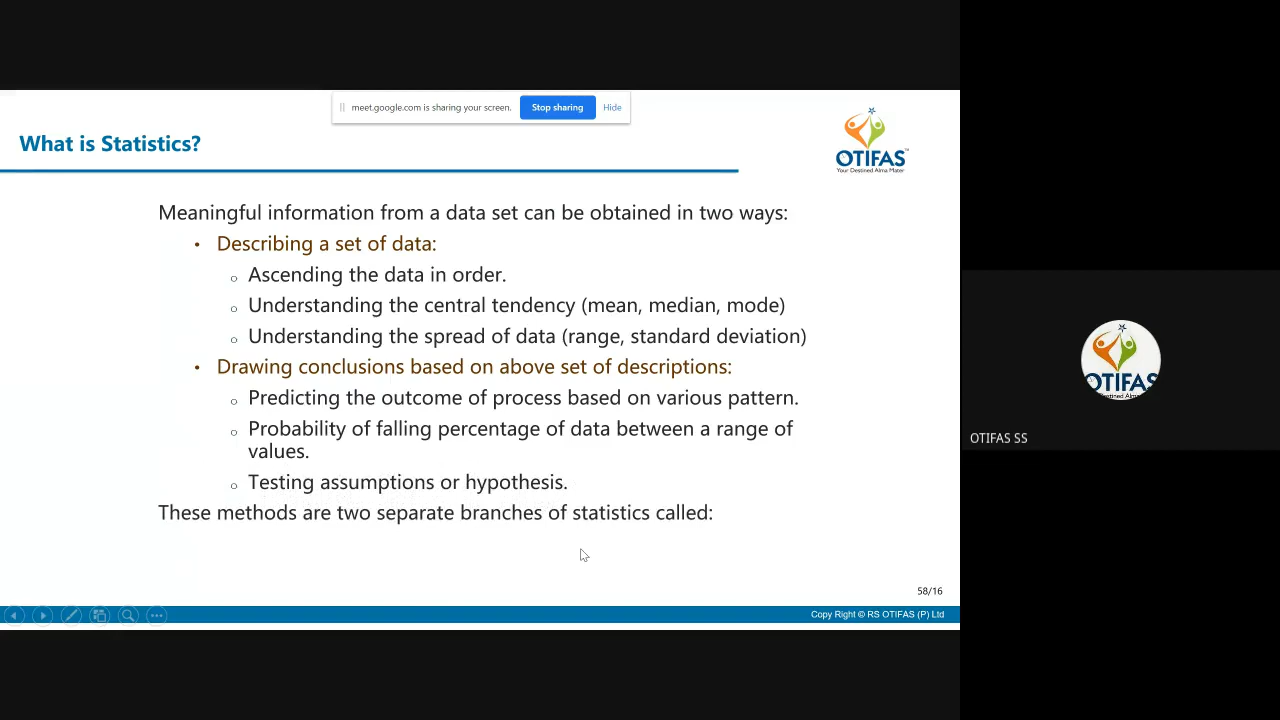 meet.google.com is sharing your screen. Stop sharing Hide
What is Statistics?
OTIFAS™
Your Destined Alma Mater
Meaningful information from a data set can be obtained in two ways:
• Describing a set of data:
o Ascending the data in order.
o Understanding the central tendency (mean, median, mode)
o Understanding the spread of data (range, standard deviation)
• Drawing conclusions based on above set of descriptions:
o Predicting the outcome of process based on various pattern.
o Probability of falling percentage of data between a range of
values.
o Testing assumptions or hypothesis.
These methods are two separate branches of statistics called:
58/16
Copy Right © RS OTIFAS (P) Ltd
OTIFAS
OTIFAS SS